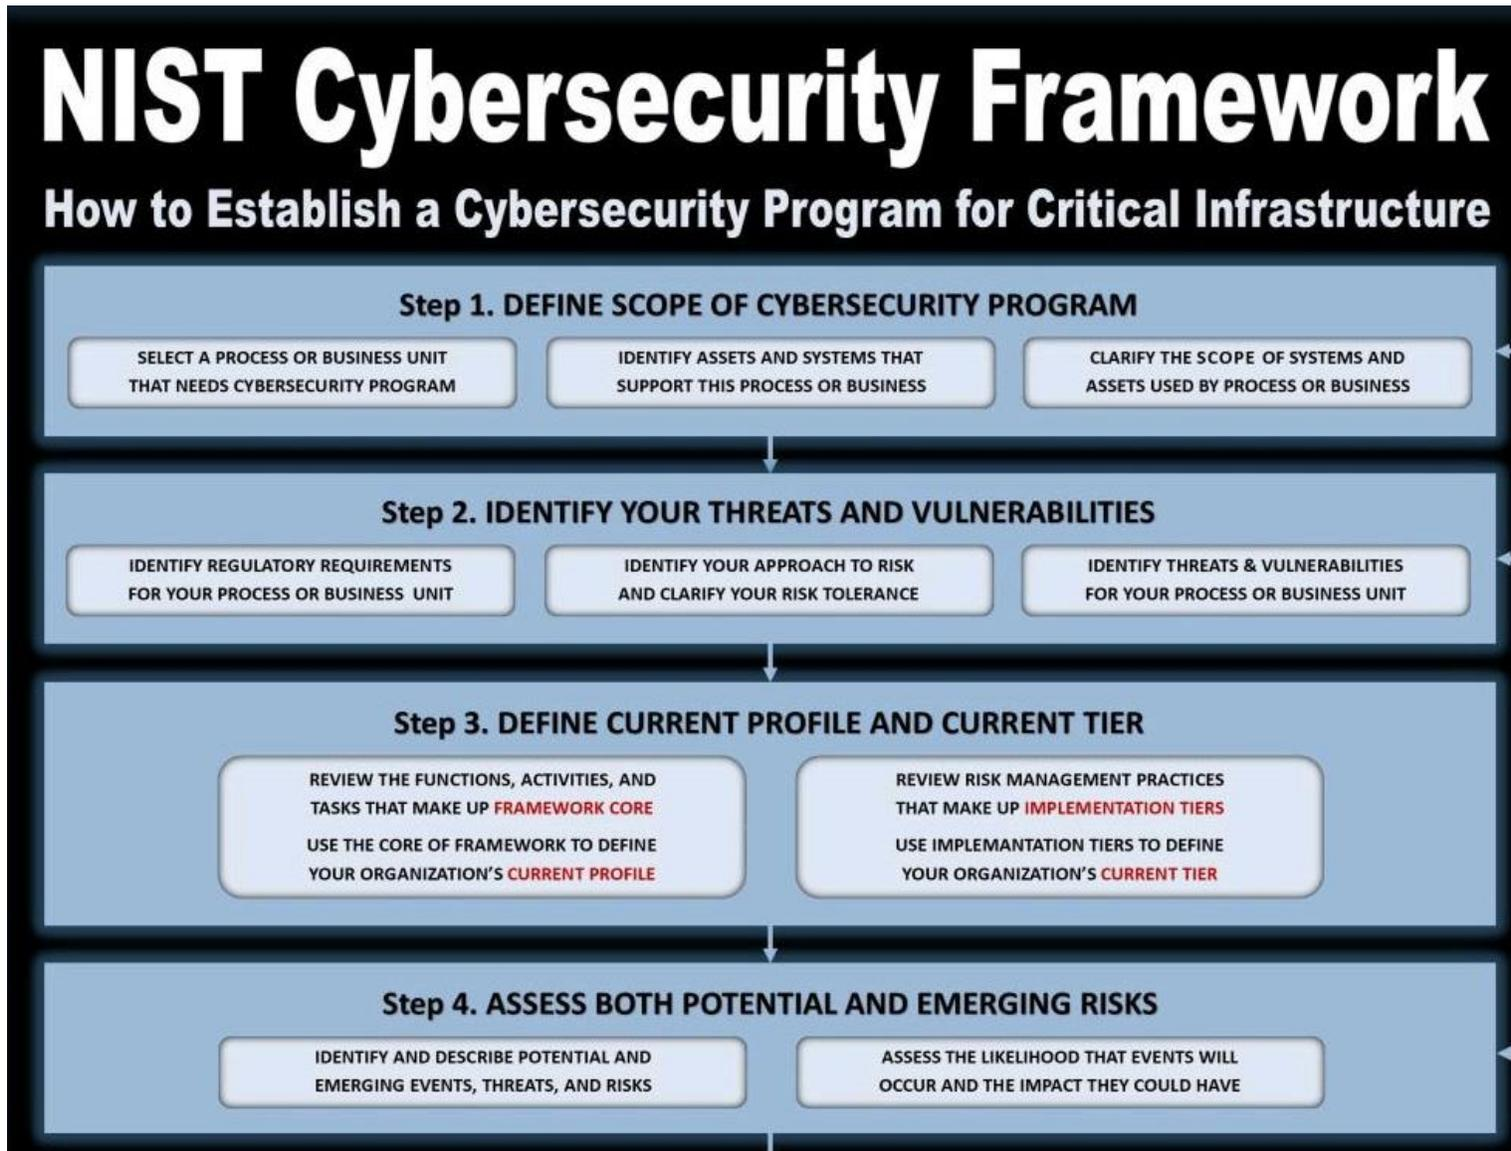 NIST Cybersecurity Framework
How to Establish a Cybersecurity Program for Critical Infrastructure
Step 1. DEFINE SCOPE OF CYBERSECURITY PROGRAM
SELECT A PROCESS OR BUSINESS UNIT
THAT NEEDS CYBERSECURITY PROGRAM
IDENTIFY ASSETS AND SYSTEMS THAT
SUPPORT THIS PROCESS OR BUSINESS
CLARIFY THE SCOPE OF SYSTEMS AND
ASSETS USED BY PROCESS OR BUSINESS
Step 2. IDENTIFY YOUR THREATS AND VULNERABILITIES
IDENTIFY REGULATORY REQUIREMENTS
FOR YOUR PROCESS OR BUSINESS UNIT
IDENTIFY YOUR APPROACH TO RISK
AND CLARIFY YOUR RISK TOLERANCE
IDENTIFY THREATS & VULNERABILITIES
FOR YOUR PROCESS OR BUSINESS UNIT
Step 3. DEFINE CURRENT PROFILE AND CURRENT TIER
REVIEW THE FUNCTIONS, ACTIVITIES, AND
TASKS THAT MAKE UP FRAMEWORK CORE
USE THE CORE OF FRAMEWORK TO DEFINE
YOUR ORGANIZATION'S CURRENT PROFILE
REVIEW RISK MANAGEMENT PRACTICES
THAT MAKE UP IMPLEMENTATION TIERS
USE IMPLEMANTATION TIERS TO DEFINE
YOUR ORGANIZATION'S CURRENT TIER
Step 4. ASSESS BOTH POTENTIAL AND EMERGING RISKS
IDENTIFY AND DESCRIBE POTENTIAL AND
EMERGING EVENTS, THREATS, AND RISKS
ASSESS THE LIKELIHOOD THAT EVENTS WILL
OCCUR AND THE IMPACT THEY COULD HAVE